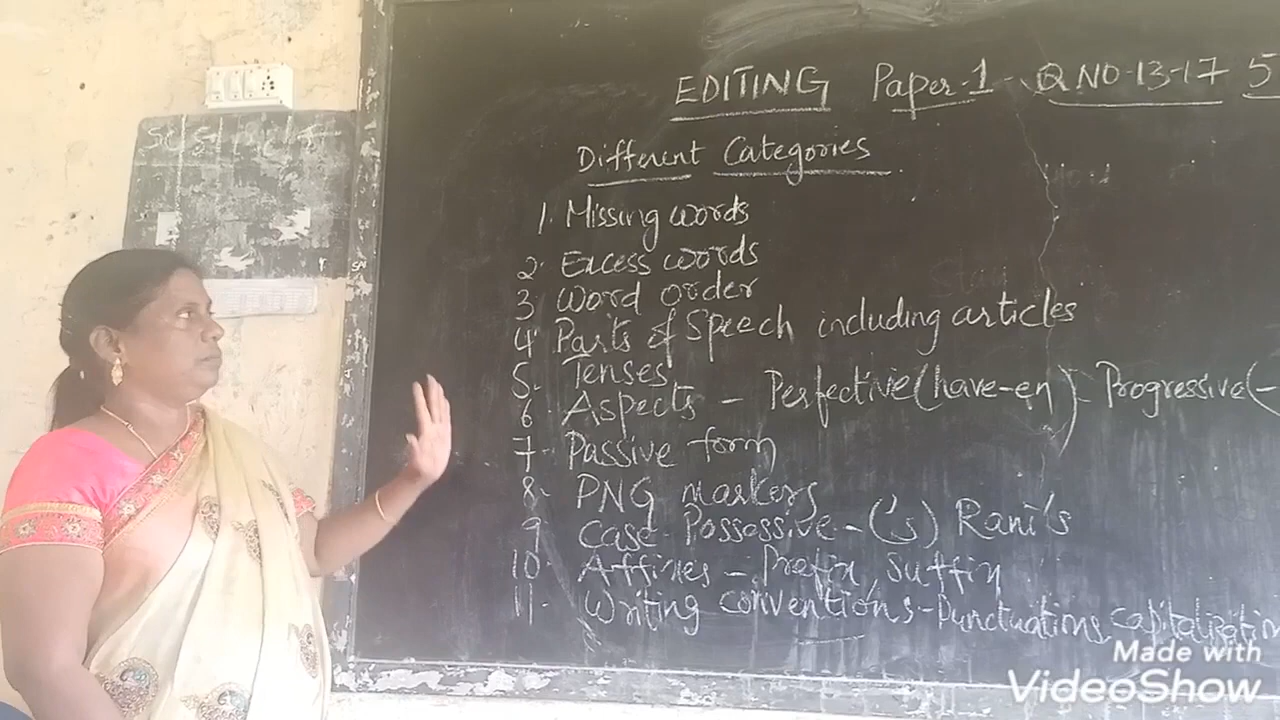 EDITING Paper-1 - Q NO-13-17 5
Different Categories
1. Missing words
2. Excess words
3 Word order
4. Parts of Speech including articles
5. Tenses
6. Aspects - Perfective (have-en) - Progressive (-
7. Passive form
8. PNG markers
9 Case Possossive - ('s) Rani's
10. Affixes - Prefix, Suffix
11. Writing conventions - Punctuations, capitalization
Made with
VideoShow